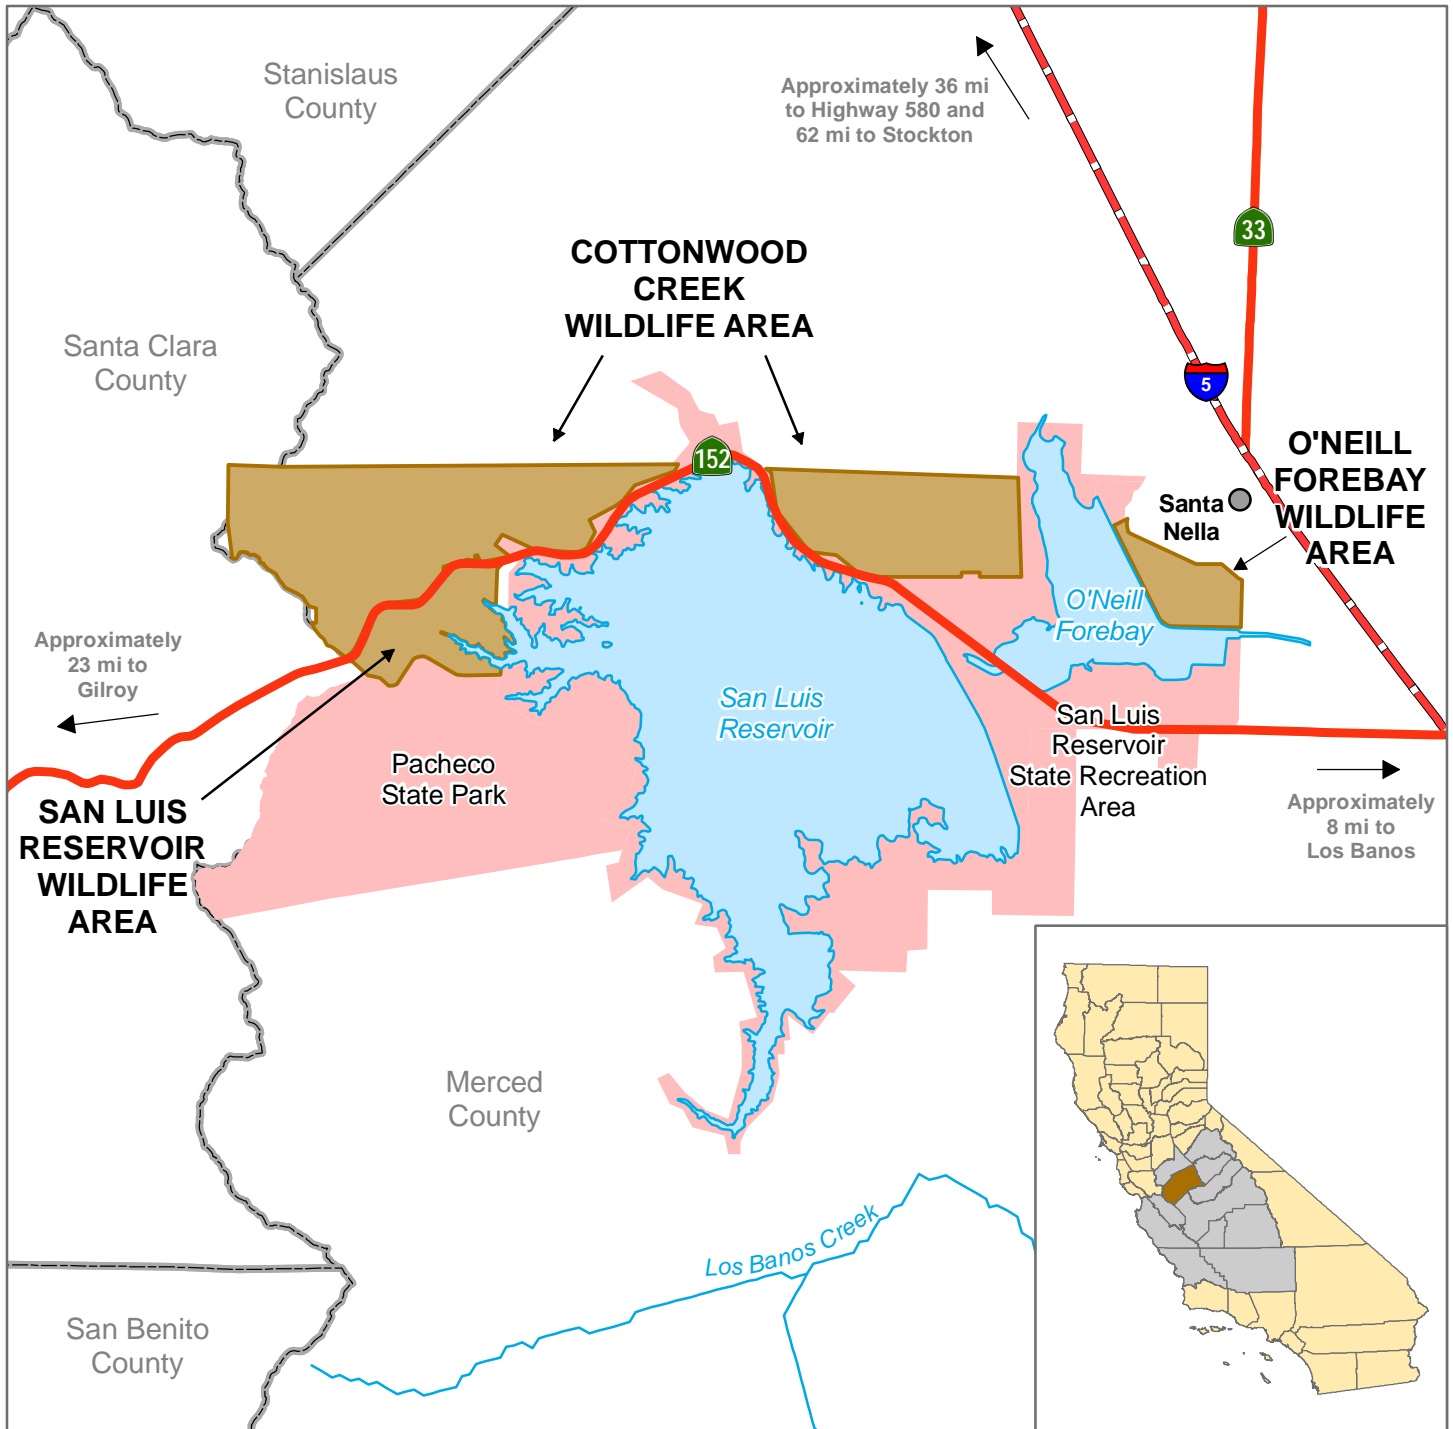 Stanislaus
County
Approximately 36 mi
to Highway 580 and
62 mi to Stockton
33
COTTONWOOD
CREEK
WILDLIFE AREA
Santa Clara
County
5
O'NEILL
FOREBAY
WILDLIFE
AREA
152
Santa
Nella
O'Neill
Forebay
Approximately
23 mi to
Gilroy
San Luis
Reservoir
San Luis
Reservoir
State Recreation
Area
Pacheco
State Park
Approximately
8 mi to
Los Banos
SAN LUIS
RESERVOIR
WILDLIFE
AREA
Merced
County
Los Banos Creek
San Benito
County